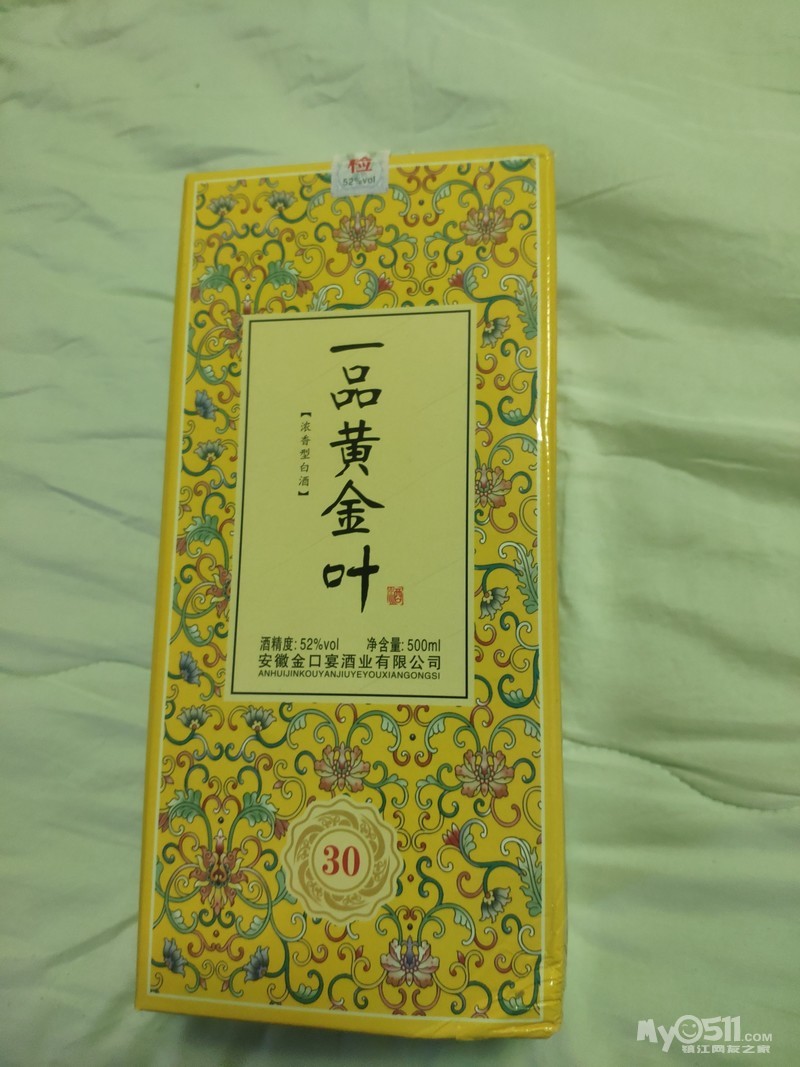 检
52%vol
一品黄金叶
【浓香型白酒】
酒精度: 52%vol 净含量: 500ml
安徽金口宴酒业有限公司
ANHUIJINKOUYANJIUYEYOUXIANGONGSI
30
My0511.COM
镇江网友之家